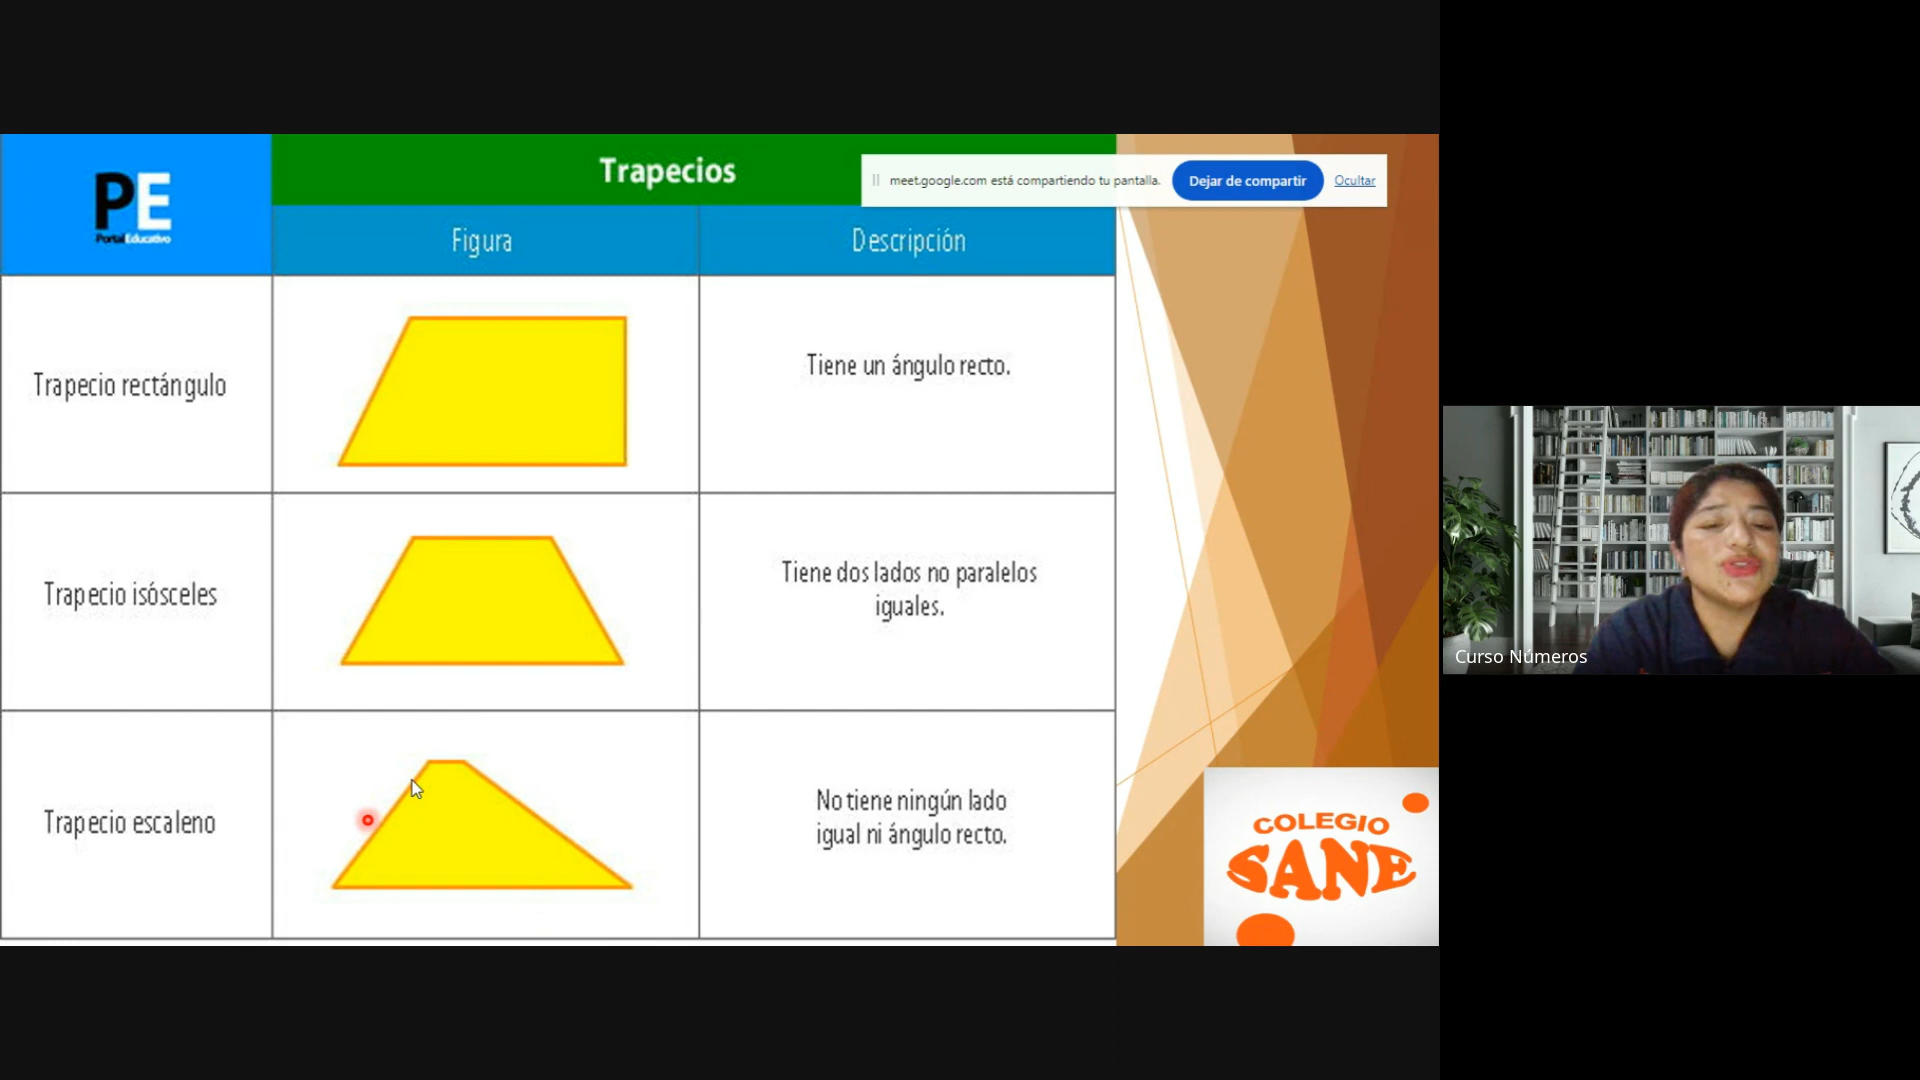 PE
Portal Educativo
Trapecios
meet.google.com está compartiendo tu pantalla.
Dejar de compartir
Ocultar
Figura
Descripción
Trapecio rectángulo
Tiene un ángulo recto.
Trapecio isósceles
Tiene dos lados no paralelos
iguales.
Trapecio escaleno
No tiene ningún lado
igual ni ángulo recto.
COLEGIO
SANE
Curso Números